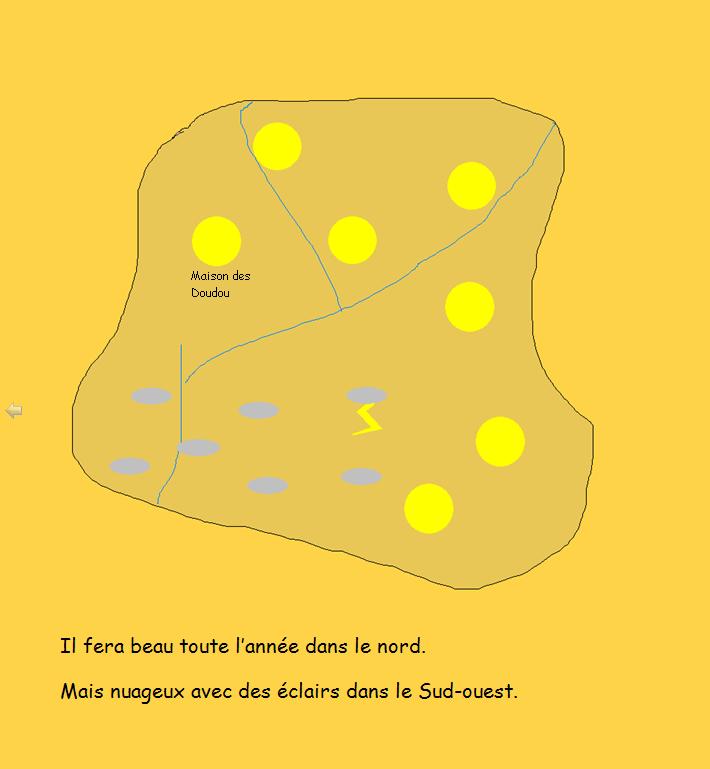 Maison des
Doudou
Il fera beau toute l'année dans le nord.
Mais nuageux avec des éclairs dans le Sud-ouest.